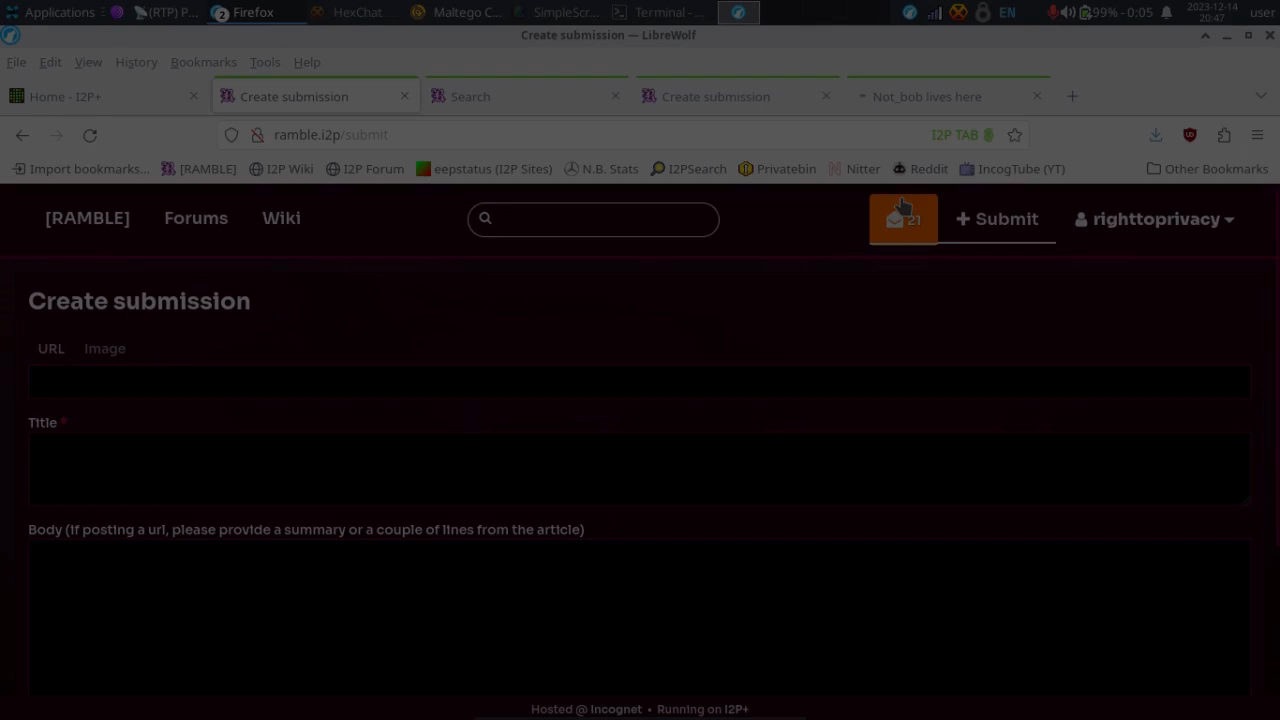 Applications (RTP) P... Firefox HexChat Maltego C... SimpleScr... Terminal - ... EN 99% - 0:05 2023-12-14 20:47 user
Create submission — LibreWolf
File Edit View History Bookmarks Tools Help
Home - I2P+ Create submission Search Create submission Not_bob lives here
ramble.i2p/submit I2P TAB
Import bookmarks... [RAMBLE] I2P Wiki I2P Forum eepstatus (I2P Sites) N.B. Stats I2PSearch Privatebin Nitter Reddit IncogTube (YT) Other Bookmarks
[RAMBLE] Forums Wiki 21 + Submit righttoprivacy
Create submission
URL Image
Title *
Body (if posting a url, please provide a summary or a couple of lines from the article)
Hosted @ Incognet • Running on I2P+